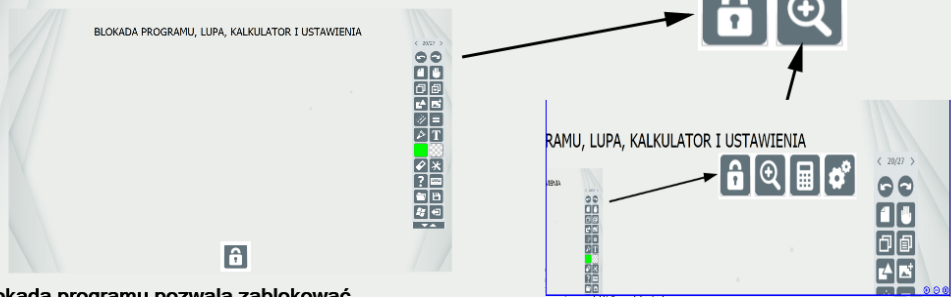 BLOKADA PROGRAMU, LUPA, KALKULATOR I USTAWIENIA
RAMU, LUPA, KALKULATOR I USTAWIENIA
< 20/27 >
okada programu pozwala zablokować